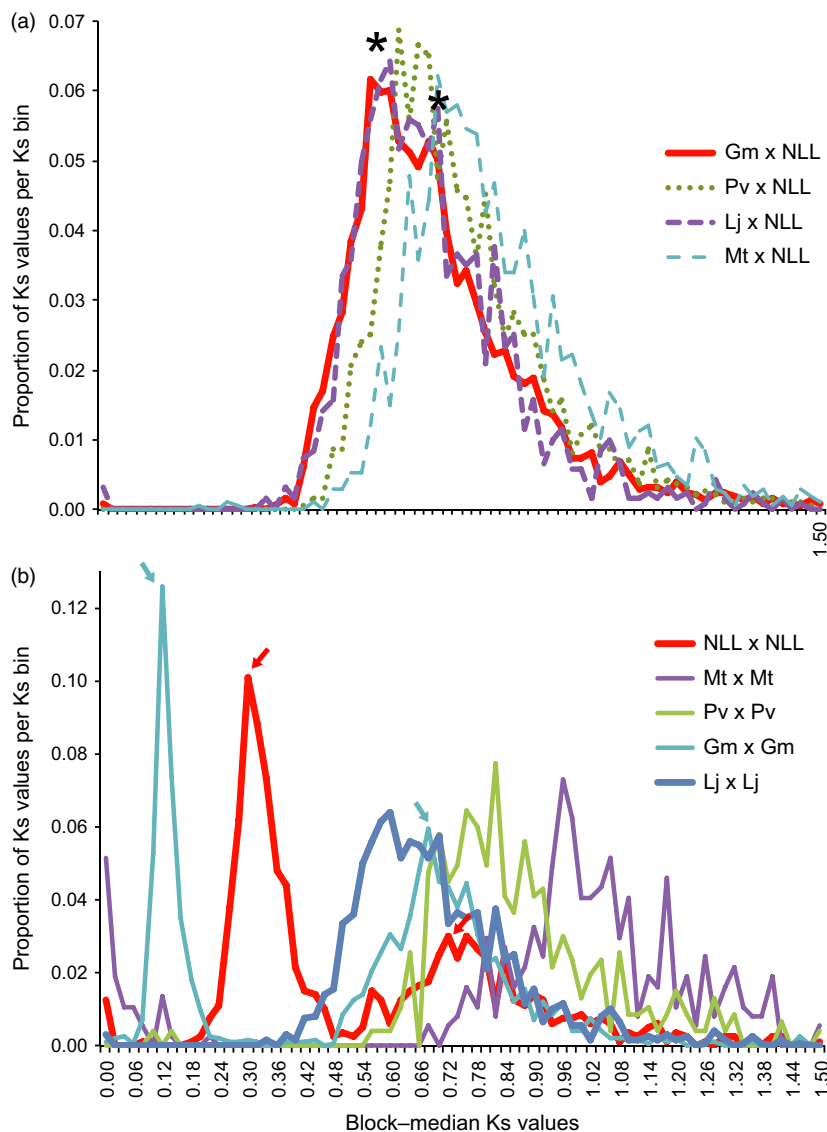 (a)
Proportion of Ks values per Ks bin
0.07
0.06
0.05
0.04
0.03
0.02
0.01
0.00
*
*
Gm x NLL
Pv x NLL
Lj x NLL
Mt x NLL
1.50
(b)
Proportion of Ks values per Ks bin
0.12
0.10
0.08
0.06
0.04
0.02
0.00
NLL x NLL
Mt x Mt
Pv x Pv
Gm x Gm
Lj x Lj
0.00 0.06 0.12 0.18 0.24 0.30 0.36 0.42 0.48 0.54 0.60 0.66 0.72 0.78 0.84 0.90 0.96 1.02 1.08 1.14 1.20 1.26 1.32 1.38 1.44 1.50
Block–median Ks values